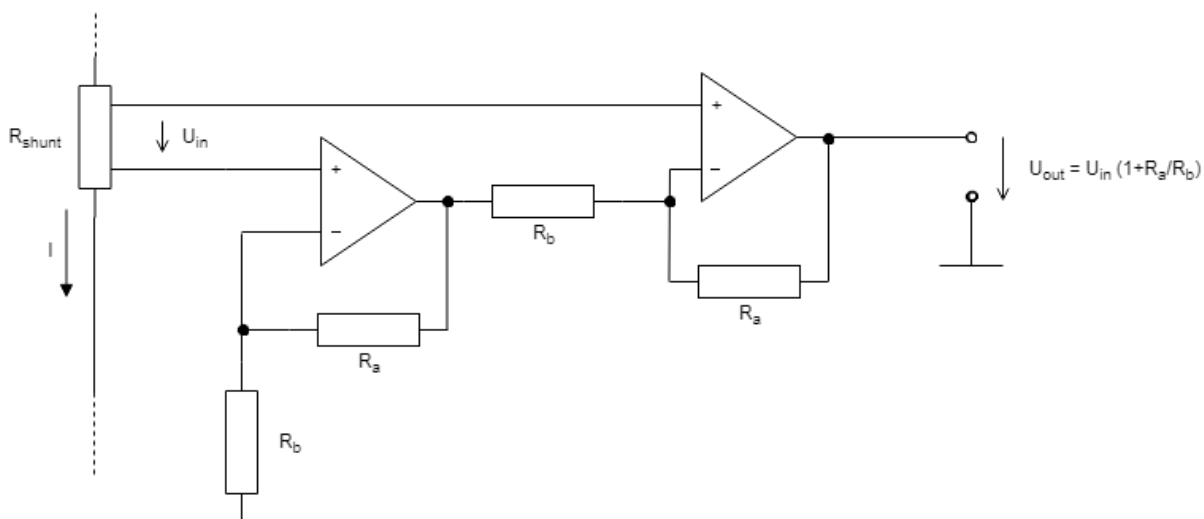 R_shunt
U_in
I
+
−
R_b
R_a
+
−
R_a
R_b
U_out = U_in (1+R_a/R_b)